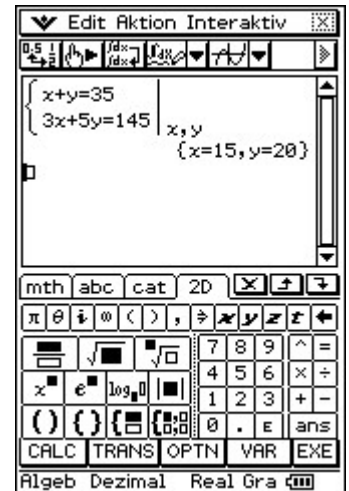 Edit Aktion Interaktiv
x+y=35
3x+5y=145
x,y
{x=15,y=20}
mth abc cat 2D
π θ i ∞ ( ) , ⇒ x y z t ←
√■ ■√□ 7 8 9 ^ =
x■ e■ log■□ |■| 4 5 6 × ÷
1 2 3 + -
() {} 0 . E ans
CALC TRANS OPTN VAR EXE
Algeb Dezimal Real Gra